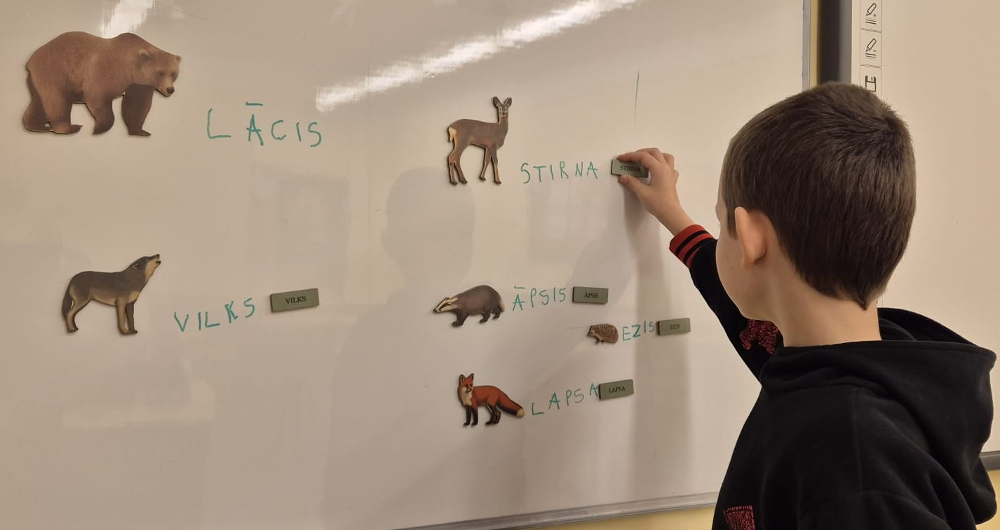 LĀCIS
STIRNA STIRNA
VILKS VILKS
ĀPSIS ĀPSIS
EZIS EZIS
LAPSA LAPSA